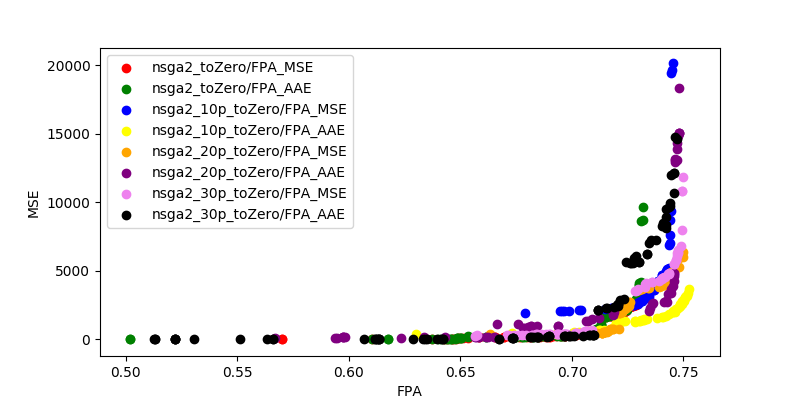 20000
15000
10000
5000
0
MSE
nsga2_toZero/FPA_MSE
nsga2_toZero/FPA_AAE
nsga2_10p_toZero/FPA_MSE
nsga2_10p_toZero/FPA_AAE
nsga2_20p_toZero/FPA_MSE
nsga2_20p_toZero/FPA_AAE
nsga2_30p_toZero/FPA_MSE
nsga2_30p_toZero/FPA_AAE
0.50 0.55 0.60 0.65 0.70 0.75
FPA